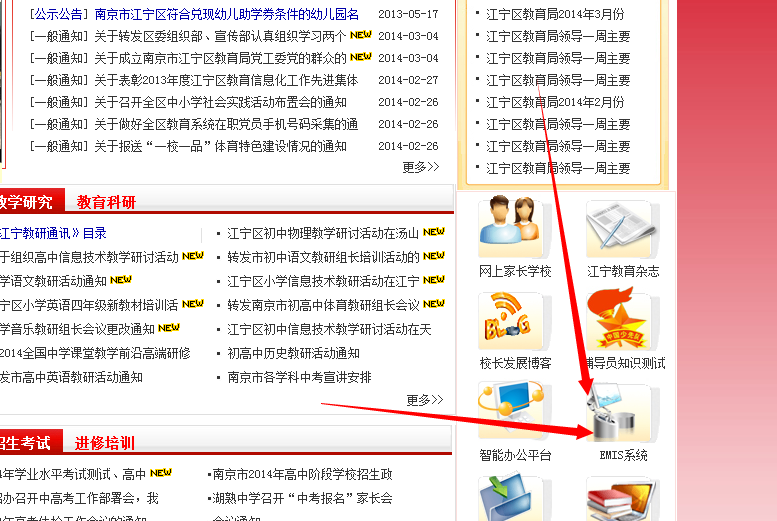 [公示公告] 南京市江宁区符合兑现幼儿助学券条件的幼儿园名 2013-05-17
[一般通知] 关于转发区委组织部、宣传部认真组织学习两个 NEW 2014-03-04
[一般通知] 关于成立南京市江宁区教育局党工委党的群众的 NEW 2014-03-04
[一般通知] 关于表彰2013年度江宁区教育信息化工作先进集体 2014-02-27
[一般通知] 关于召开全区中小学社会实践活动布置会的通知 2014-02-26
[一般通知] 关于做好全区教育系统在职党员手机号码采集的通 2014-02-26
[一般通知] 关于报送“一校一品”体育特色建设情况的通知 2014-02-26
更多>>
江宁区教育局2014年3月份
江宁区教育局领导一周主要
江宁区教育局领导一周主要
江宁区教育局领导一周主要
江宁区教育局2014年2月份
江宁区教育局领导一周主要
江宁区教育局领导一周主要
江宁区教育局领导一周主要
教学研究 教育科研
江宁教研通讯》目录
于组织高中信息技术教学研讨活动 NEW
学语文教研活动通知 NEW
宁区小学英语四年级新教材培训活 NEW
学音乐教研组长会议更改通知 NEW
2014全国中学课堂教学前沿高端研修
发市高中英语教研活动通知
江宁区初中物理教学研讨活动在汤山 NEW
转发市初中语文教研组长培训活动的 NEW
江宁区小学信息技术教研活动在江宁 NEW
转发南京市初高中体育教研组长会议 NEW
江宁区初中信息技术教学研讨活动在天
初高中历史教研活动通知
南京市各学科中考宣讲安排
更多>>
网上家长学校
江宁教育杂志
BLOG
中国少先队
校长发展博客
辅导员知识测试
智能办公平台
EMIS系统
招生考试 进修培训
年学业水平考试测试、高中 NEW
办召开中高考工作部署会，我
南京市2014年高中阶段学校招生政
湖熟中学召开“中考报名”家长会